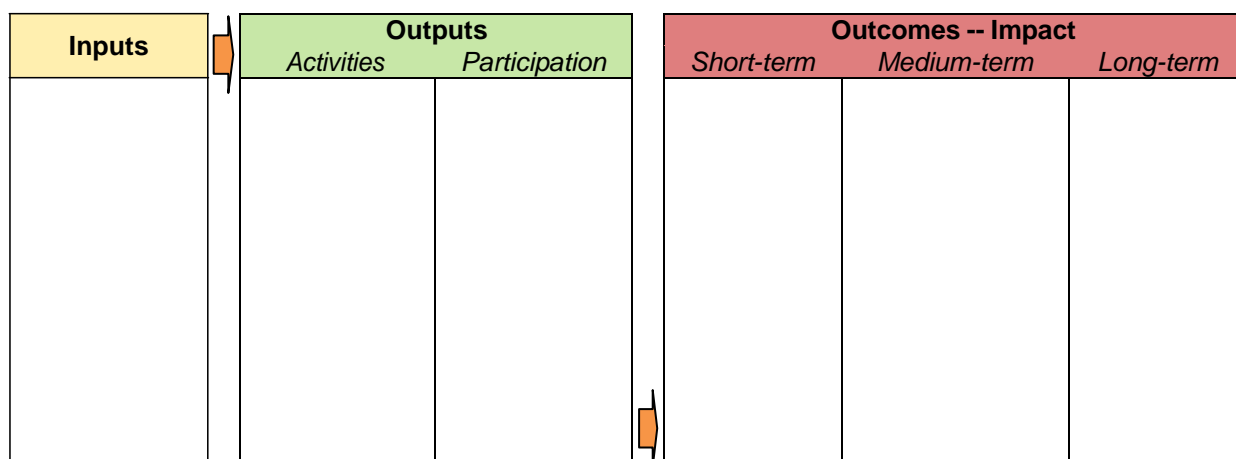 Inputs
Outputs
Activities Participation
Outcomes -- Impact
Short-term Medium-term Long-term